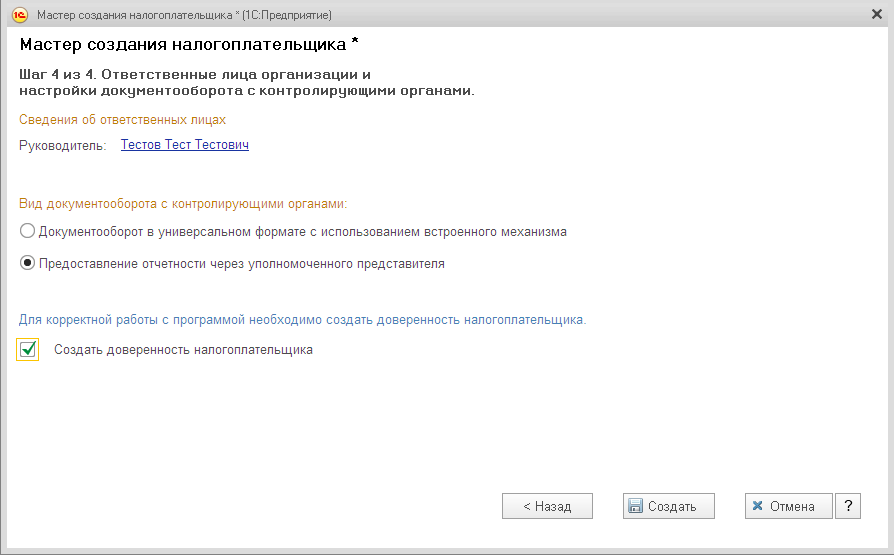 Мастер создания налогоплательщика * (1С:Предприятие)
Мастер создания налогоплательщика *
Шаг 4 из 4. Ответственные лица организации и
настройки документооборота с контролирующими органами.
Сведения об ответственных лицах
Руководитель: Тестов Тест Тестович
Вид документооборота с контролирующими органами:
Документооборот в универсальном формате с использованием встроенного механизма
Предоставление отчетности через уполномоченного представителя
Для корректной работы с программой необходимо создать доверенность налогоплательщика.
Создать доверенность налогоплательщика
< Назад Создать Отмена ?